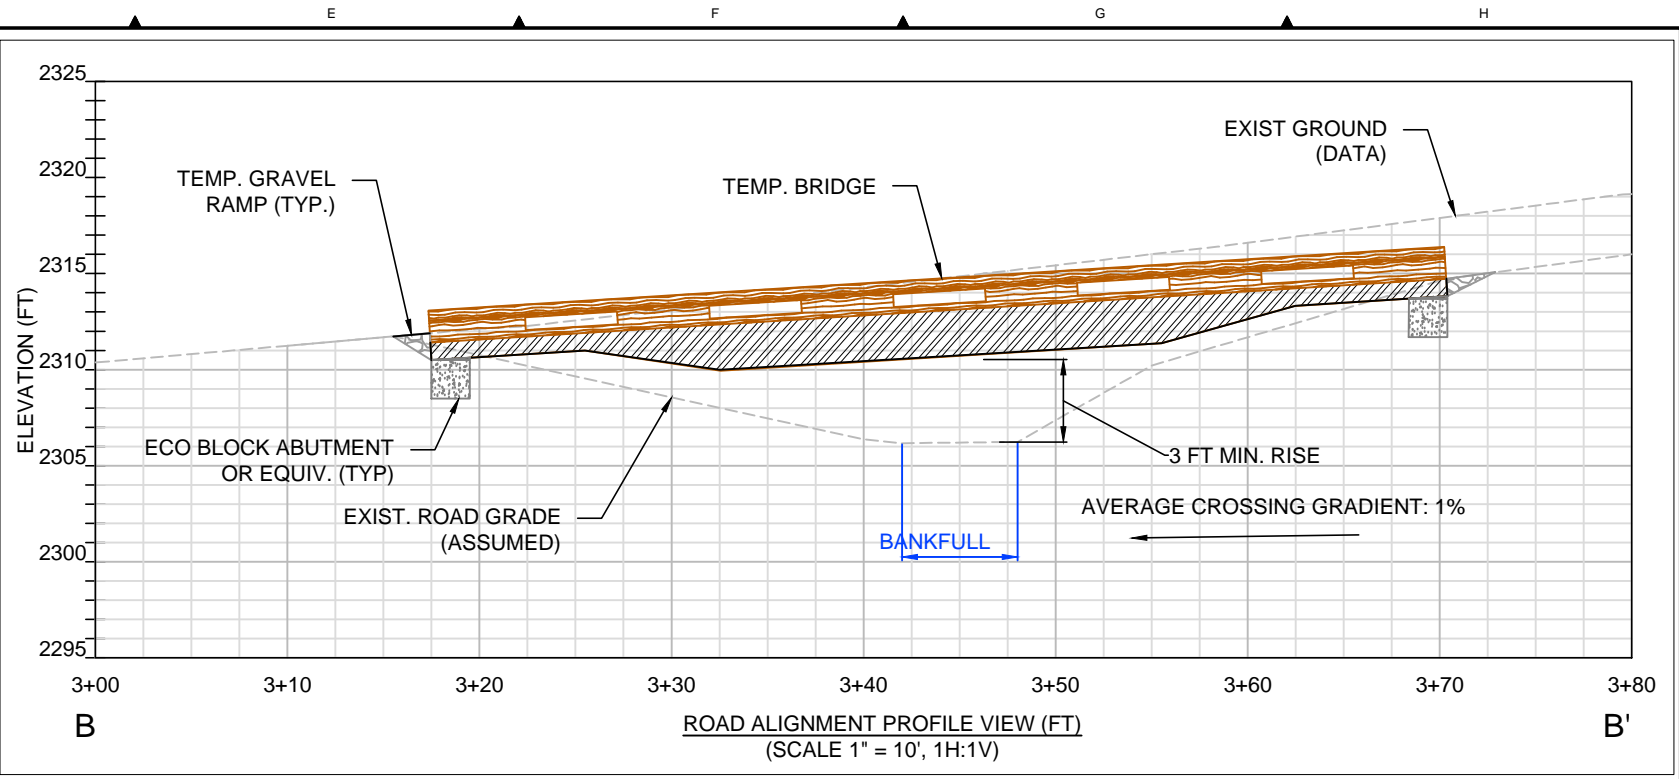 E F G H
2325
2320
2315
2310
2305
2300
2295
ELEVATION (FT)
EXIST GROUND
(DATA)
TEMP. GRAVEL
RAMP (TYP.)
TEMP. BRIDGE
ECO BLOCK ABUTMENT
OR EQUIV. (TYP)
3 FT MIN. RISE
EXIST. ROAD GRADE
(ASSUMED)
AVERAGE CROSSING GRADIENT: 1%
BANKFULL
3+00 3+10 3+20 3+30 3+40 3+50 3+60 3+70 3+80
B B'
ROAD ALIGNMENT PROFILE VIEW (FT)
(SCALE 1" = 10', 1H:1V)